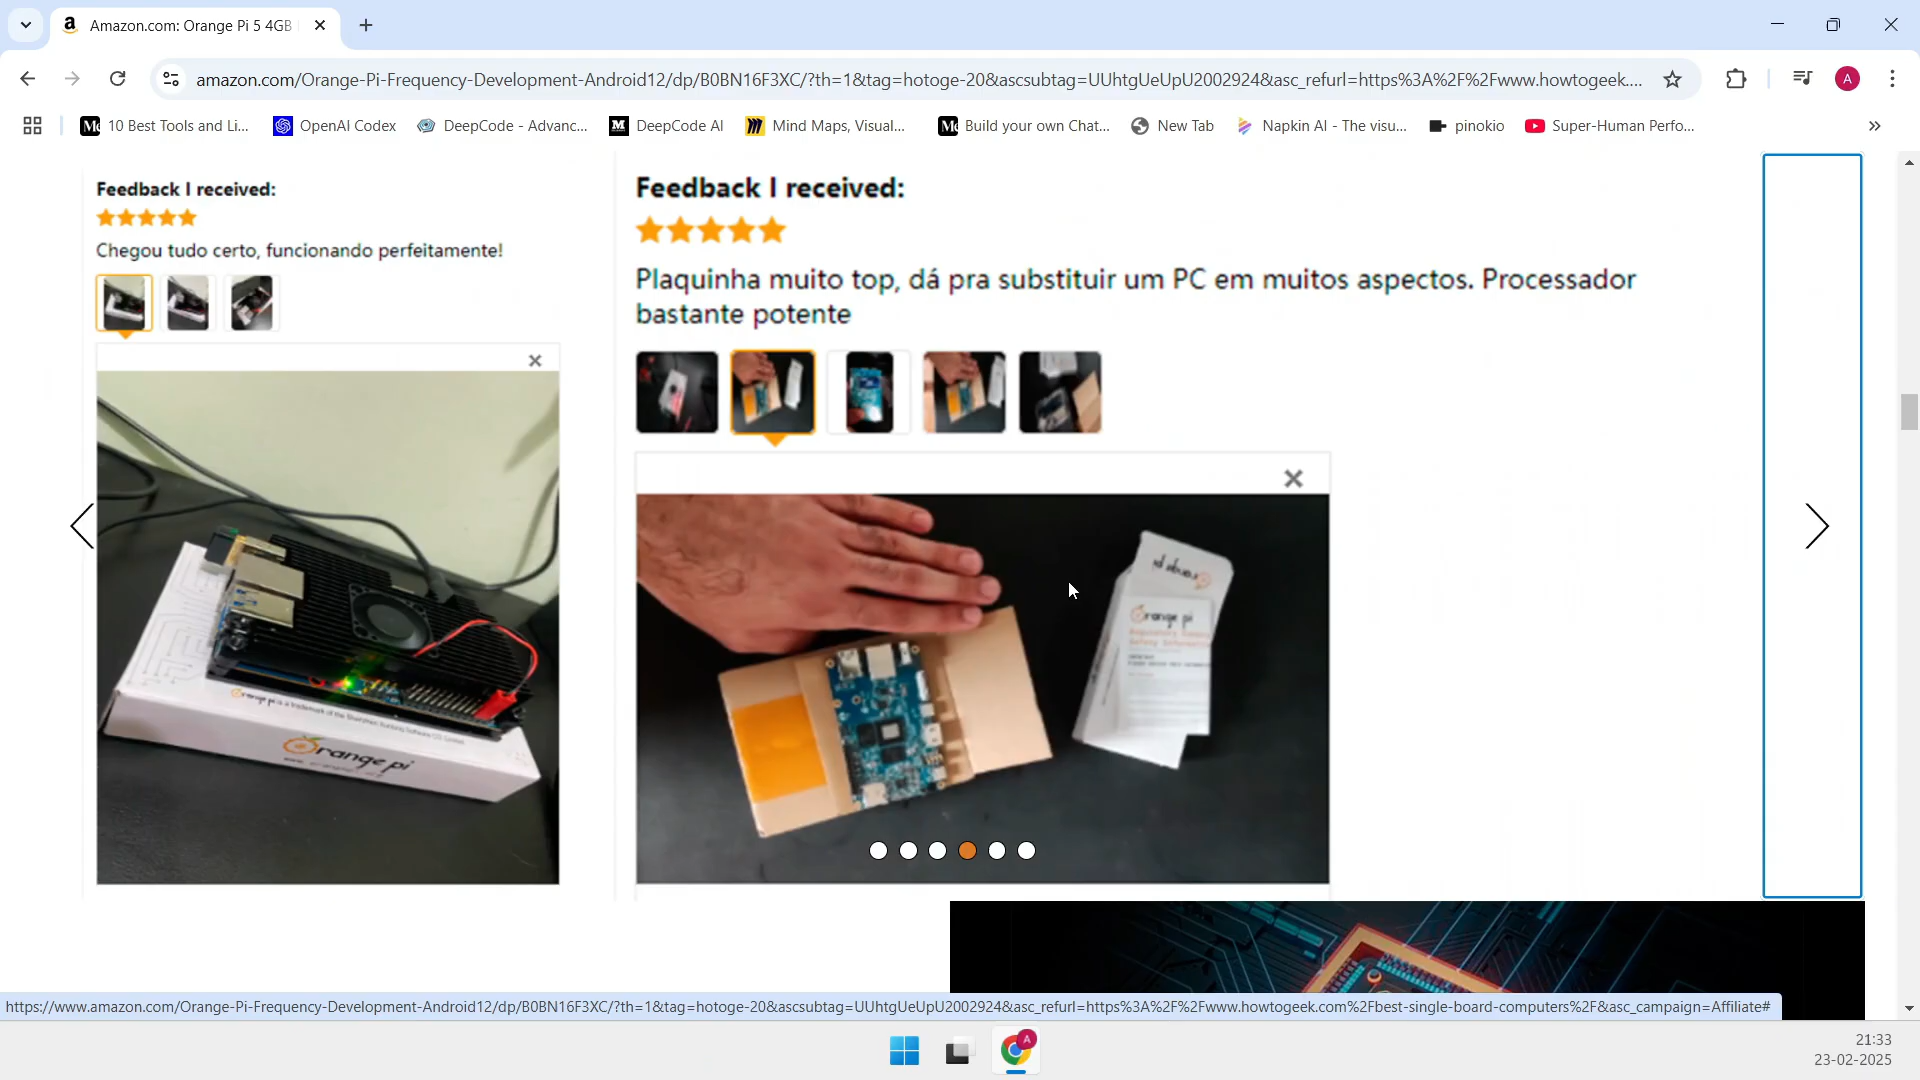 Amazon.com: Orange Pi 5 4GB
amazon.com/Orange-Pi-Frequency-Development-Android12/dp/B0BN16F3XC/?th=1&tag=hotoge-20&ascsubtag=UUhtgUeUpU2002924&asc_refurl=https%3A%2F%2Fwww.howtogeek....
A
10 Best Tools and Li...
OpenAI Codex
DeepCode - Advanc...
DeepCode AI
Mind Maps, Visual...
Build your own Chat...
New Tab
Napkin AI - The visu...
pinokio
Super-Human Perfo...
Feedback I received:
Chegou tudo certo, funcionando perfeitamente!
Orange pi
Feedback I received:
Plaquinha muito top, dá pra substituir um PC em muitos aspectos. Processador
bastante potente
Orange pi
https://www.amazon.com/Orange-Pi-Frequency-Development-Android12/dp/B0BN16F3XC/?th=1&tag=hotoge-20&ascsubtag=UUhtgUeUpU2002924&asc_refurl=https%3A%2F%2Fwww.howtogeek.com%2Fbest-single-board-computers%2F&asc_campaign=Affiliate#
A
21:33
23-02-2025